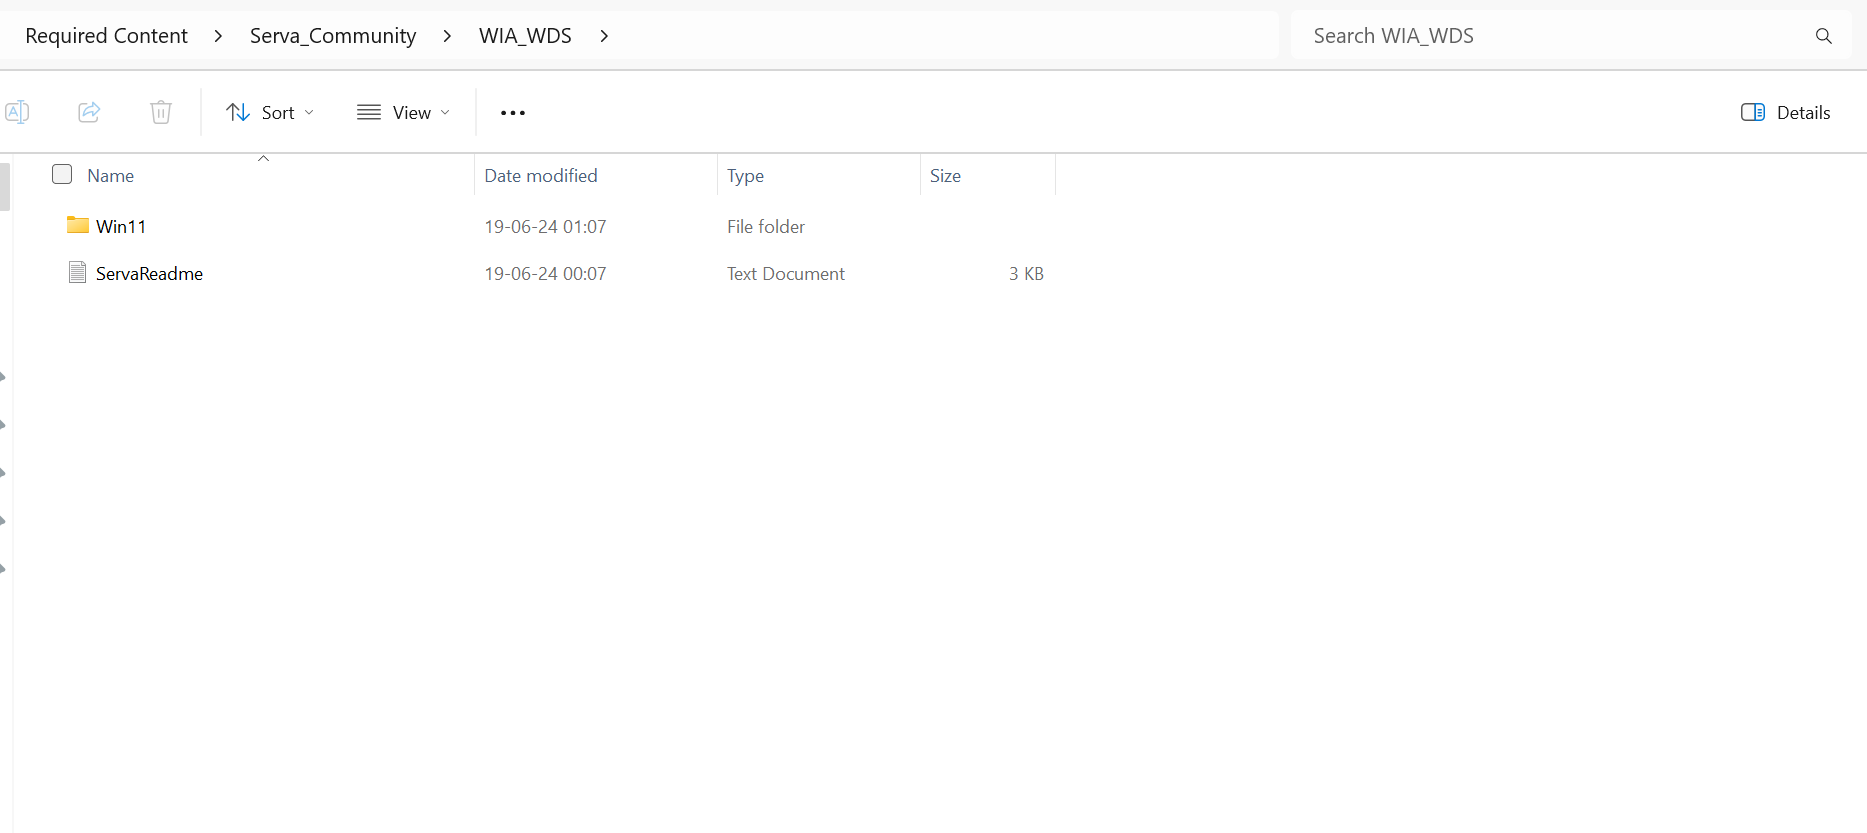 Required Content > Serva_Community > WIA_WDS >
Search WIA_WDS
Sort
View
Details
Name Date modified Type Size
Win11 19-06-24 01:07 File folder
ServaReadme 19-06-24 00:07 Text Document 3 KB